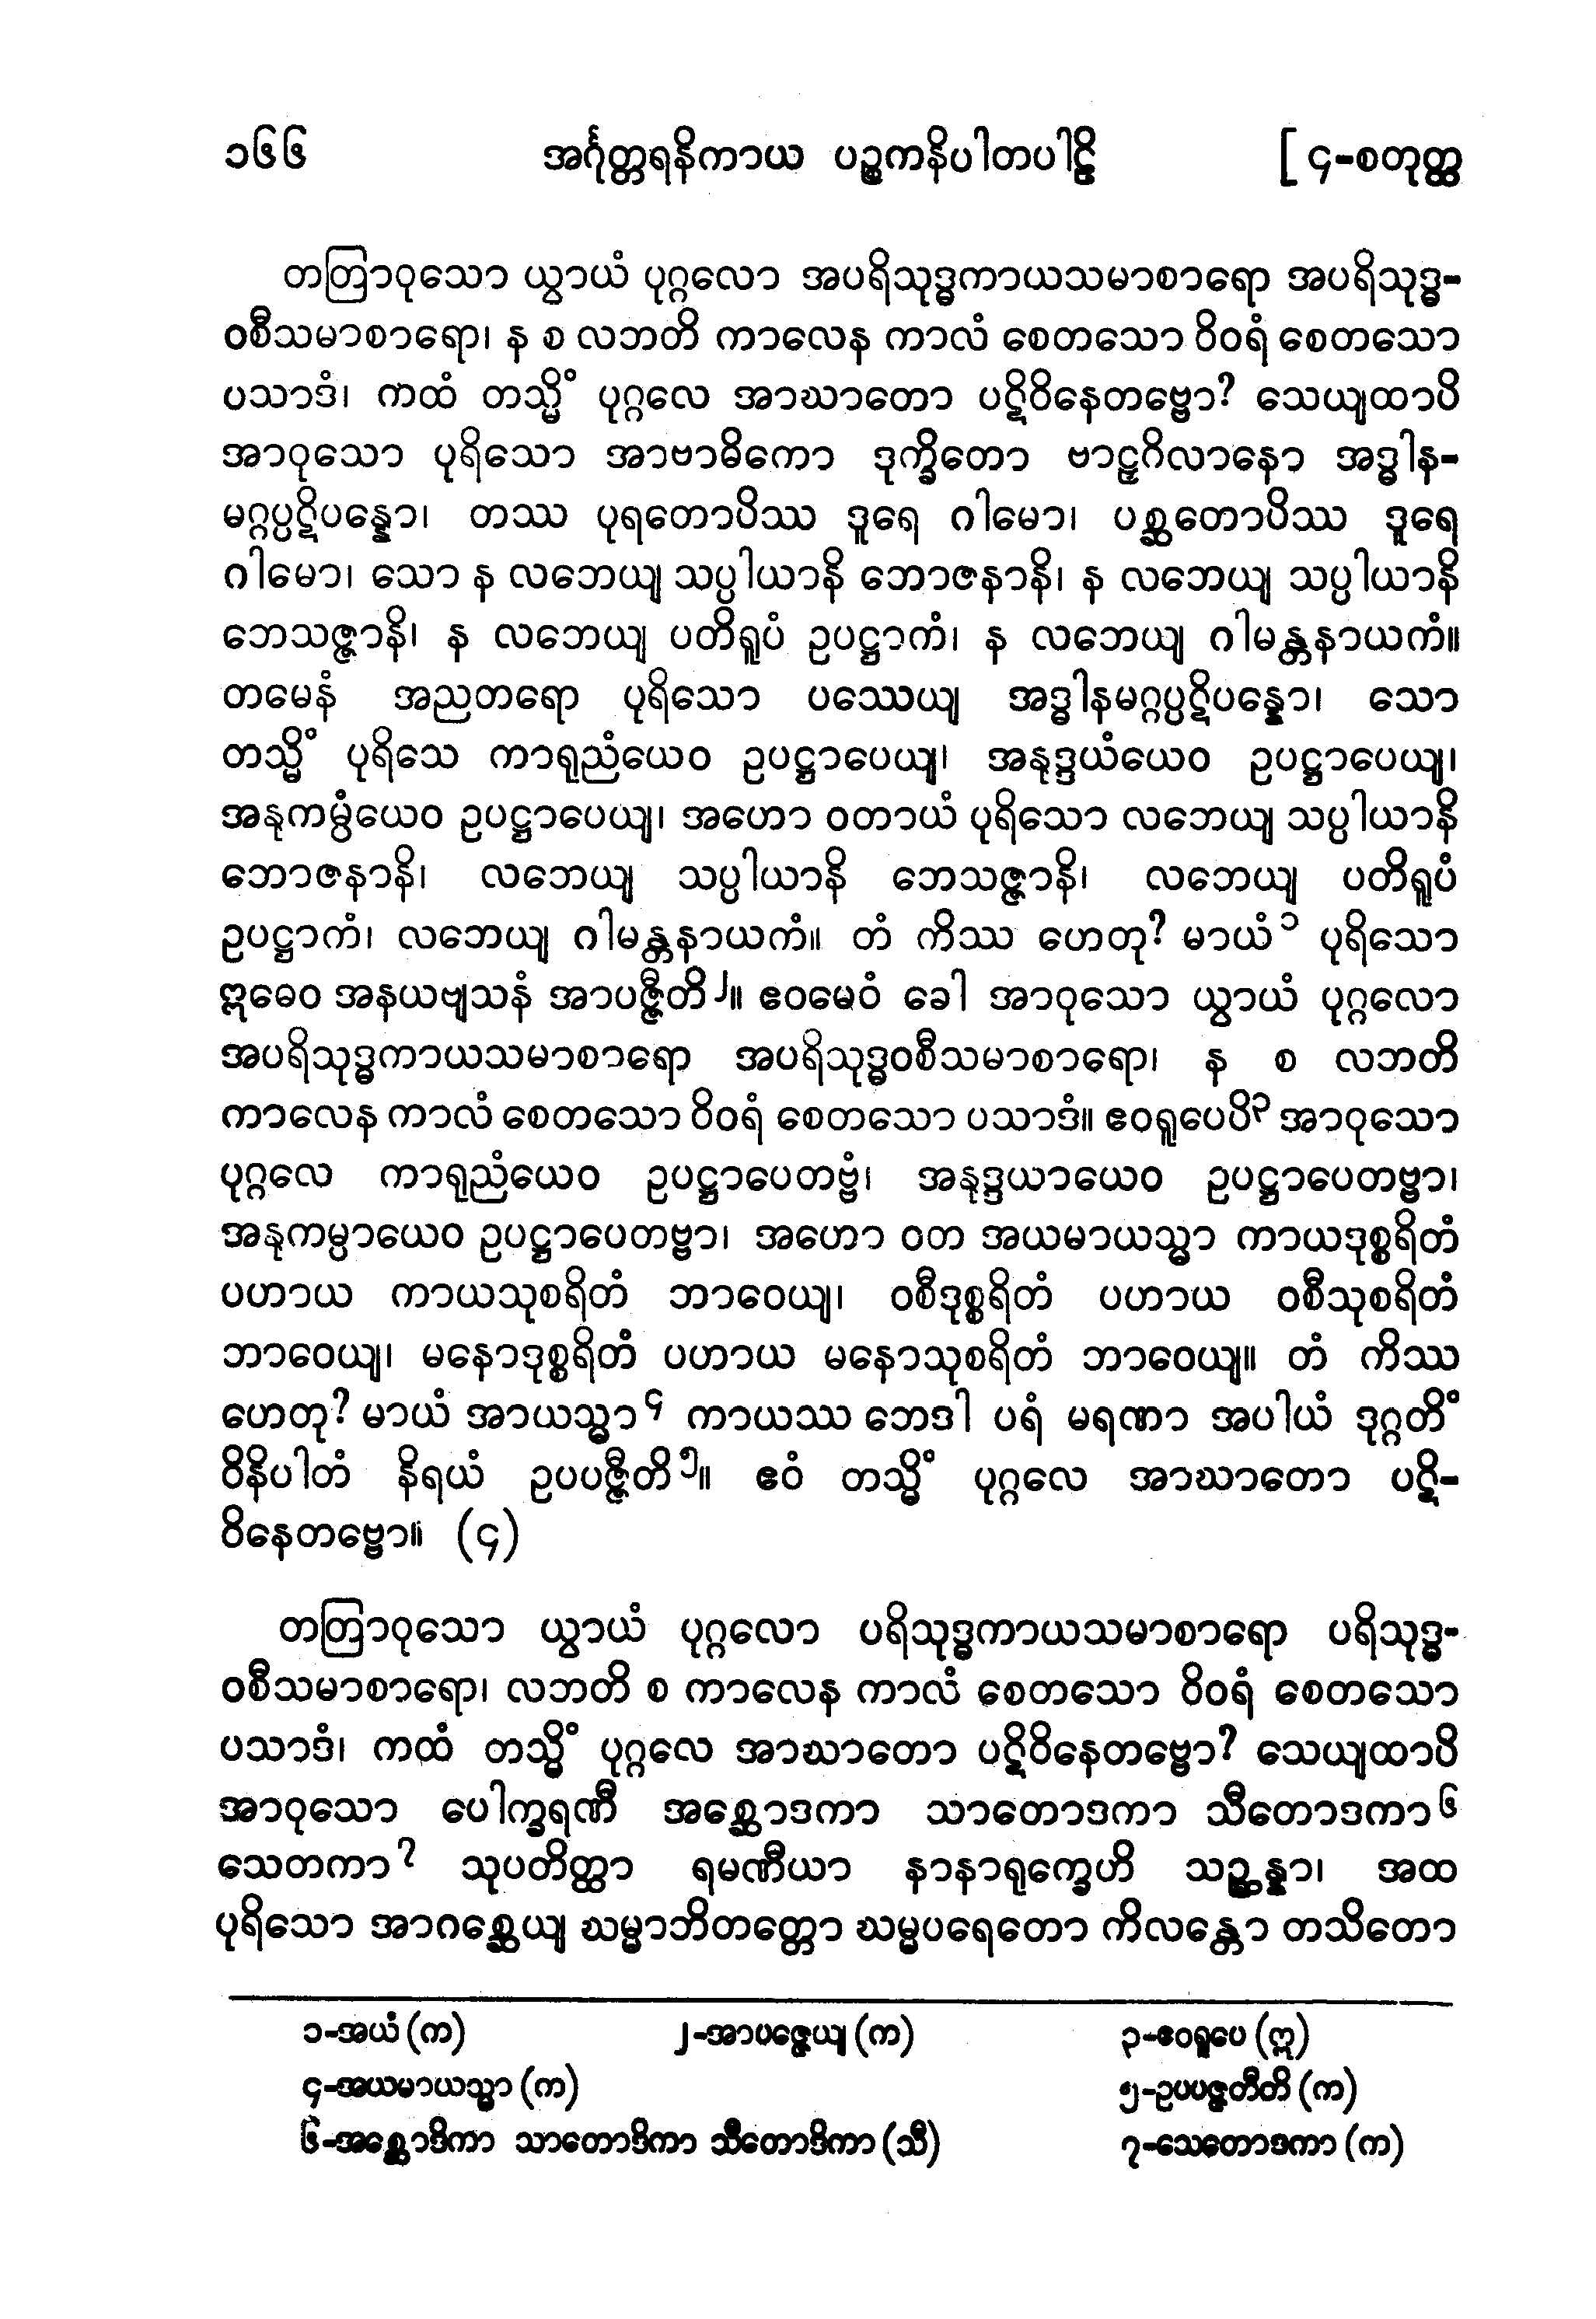 ၁၆၆ အင်္ဂုတ္တရနိကာယ ပဉ္စကနိပါတပါဠိ [ ၄-စတုတ္ထ
တတြာဝုသော ယွာယံ ပုဂ္ဂလော အပရိသုဒ္ဓကာယသမာစာရော အပရိသုဒ္ဓ-
ဝစီသမာစာရော၊ န စ လဘတိ ကာလေန ကာလံ စေတသော ဝိဝရံ စေတသော
ပသာဒံ၊ ကထံ တသ္မိံ ပုဂ္ဂလေ အာဃာတော ပဋိဝိနေတဗ္ဗော? သေယျထာပိ
အာဝုသော ပုရိသော အာဗာဓိကော ဒုက္ခိတော ဗာဠှဂိလာနော အဒ္ဓါန-
မဂ္ဂပ္ပဋိပန္နော၊ တဿ ပုရတောပိဿ ဒူရေ ဂါမော၊ ပစ္ဆတောပိဿ ဒူရေ
ဂါမော၊ သော န လဘေယျ သပ္ပါယာနိ ဘောဇနာနိ၊ န လဘေယျ သပ္ပါယာနိ
ဘေသဇ္ဇာနိ၊ န လဘေယျ ပတိရူပံ ဥပဋ္ဌာကံ၊ န လဘေယျ ဂါမန္တနာယကံ။
တမေနံ အညတရော ပုရိသော ပဿေယျ အဒ္ဓါနမဂ္ဂပ္ပဋိပန္နော၊ သော
တသ္မိံ ပုရိသေ ကာရုညံယေဝ ဥပဋ္ဌာပေယျ၊ အနုဒ္ဒယံယေဝ ဥပဋ္ဌာပေယျ၊
အနုကမ္ပံယေဝ ဥပဋ္ဌာပေယျ၊ အဟော ဝတာယံ ပုရိသော လဘေယျ သပ္ပါယာနိ
ဘောဇနာနိ၊ လဘေယျ သပ္ပါယာနိ ဘေသဇ္ဇာနိ၊ လဘေယျ ပတိရူပံ
ဥပဋ္ဌာကံ၊ လဘေယျ ဂါမန္တနာယကံ။ တံ ကိဿ ဟေတု? မာယံ၁ ပုရိသော
ဣဓေဝ အနယဗျသနံ အာပဇ္ဇီတိ၂။ ဧဝမေဝံ ခေါ အာဝုသော ယွာယံ ပုဂ္ဂလော
အပရိသုဒ္ဓကာယသမာစာရော အပရိသုဒ္ဓဝစီသမာစာရော၊ န စ လဘတိ
ကာလေန ကာလံ စေတသော ဝိဝရံ စေတသော ပသာဒံ။ ဧဝရူပေပိ၃ အာဝုသော
ပုဂ္ဂလေ ကာရုညံယေဝ ဥပဋ္ဌာပေတဗ္ဗံ၊ အနုဒ္ဒယာယေဝ ဥပဋ္ဌာပေတဗ္ဗာ၊
အနုကမ္ပာယေဝ ဥပဋ္ဌာပေတဗ္ဗာ၊ အဟော ဝတ အယမာယသ္မာ ကာယဒုစ္စရိတံ
ပဟာယ ကာယသုစရိတံ ဘာဝေယျ၊ ဝစီဒုစ္စရိတံ ပဟာယ ဝစီသုစရိတံ
ဘာဝေယျ၊ မနောဒုစ္စရိတံ ပဟာယ မနောသုစရိတံ ဘာဝေယျ။ တံ ကိဿ
ဟေတု? မာယံ အာယသ္မာ၄ ကာယဿ ဘေဒါ ပရံ မရဏာ အပါယံ ဒုဂ္ဂတိံ
ဝိနိပါတံ နိရယံ ဥပပဇ္ဇီတိ၅။ ဧဝံ တသ္မိံ ပုဂ္ဂလေ အာဃာတော ပဋိ-
ဝိနေတဗ္ဗော။ (၄)
တတြာဝုသော ယွာယံ ပုဂ္ဂလော ပရိသုဒ္ဓကာယသမာစာရော ပရိသုဒ္ဓ-
ဝစီသမာစာရော၊ လဘတိ စ ကာလေန ကာလံ စေတသော ဝိဝရံ စေတသော
ပသာဒံ၊ ကထံ တသ္မိံ ပုဂ္ဂလေ အာဃာတော ပဋိဝိနေတဗ္ဗော? သေယျထာပိ
အာဝုသော ပေါက္ခရဏီ အစ္ဆောဒကာ သာတောဒကာ သီတောဒကာ၆
သေတကာ၇ သုပတိတ္ထာ ရမဏီယာ နာနာရုက္ခေဟိ သဉ္ဆန္နာ၊ အထ
ပုရိသော အာဂစ္ဆေယျ ဃမ္မာဘိတတ္တော ဃမ္မပရေတော ကိလန္တော တသိတော
၁-အယံ (က) ၂-အာပဇ္ဇေယျ (က) ၃-ဧဝရူပေ (ဣ)
၄-အယမာယသ္မာ (က) ၅-ဥပပဇ္ဇတီတိ (က)
၆-အစ္ဆောဒိကာ သာတောဒိကာ သီတောဒိကာ (သီ) ၇-သေတောဒကာ (က)